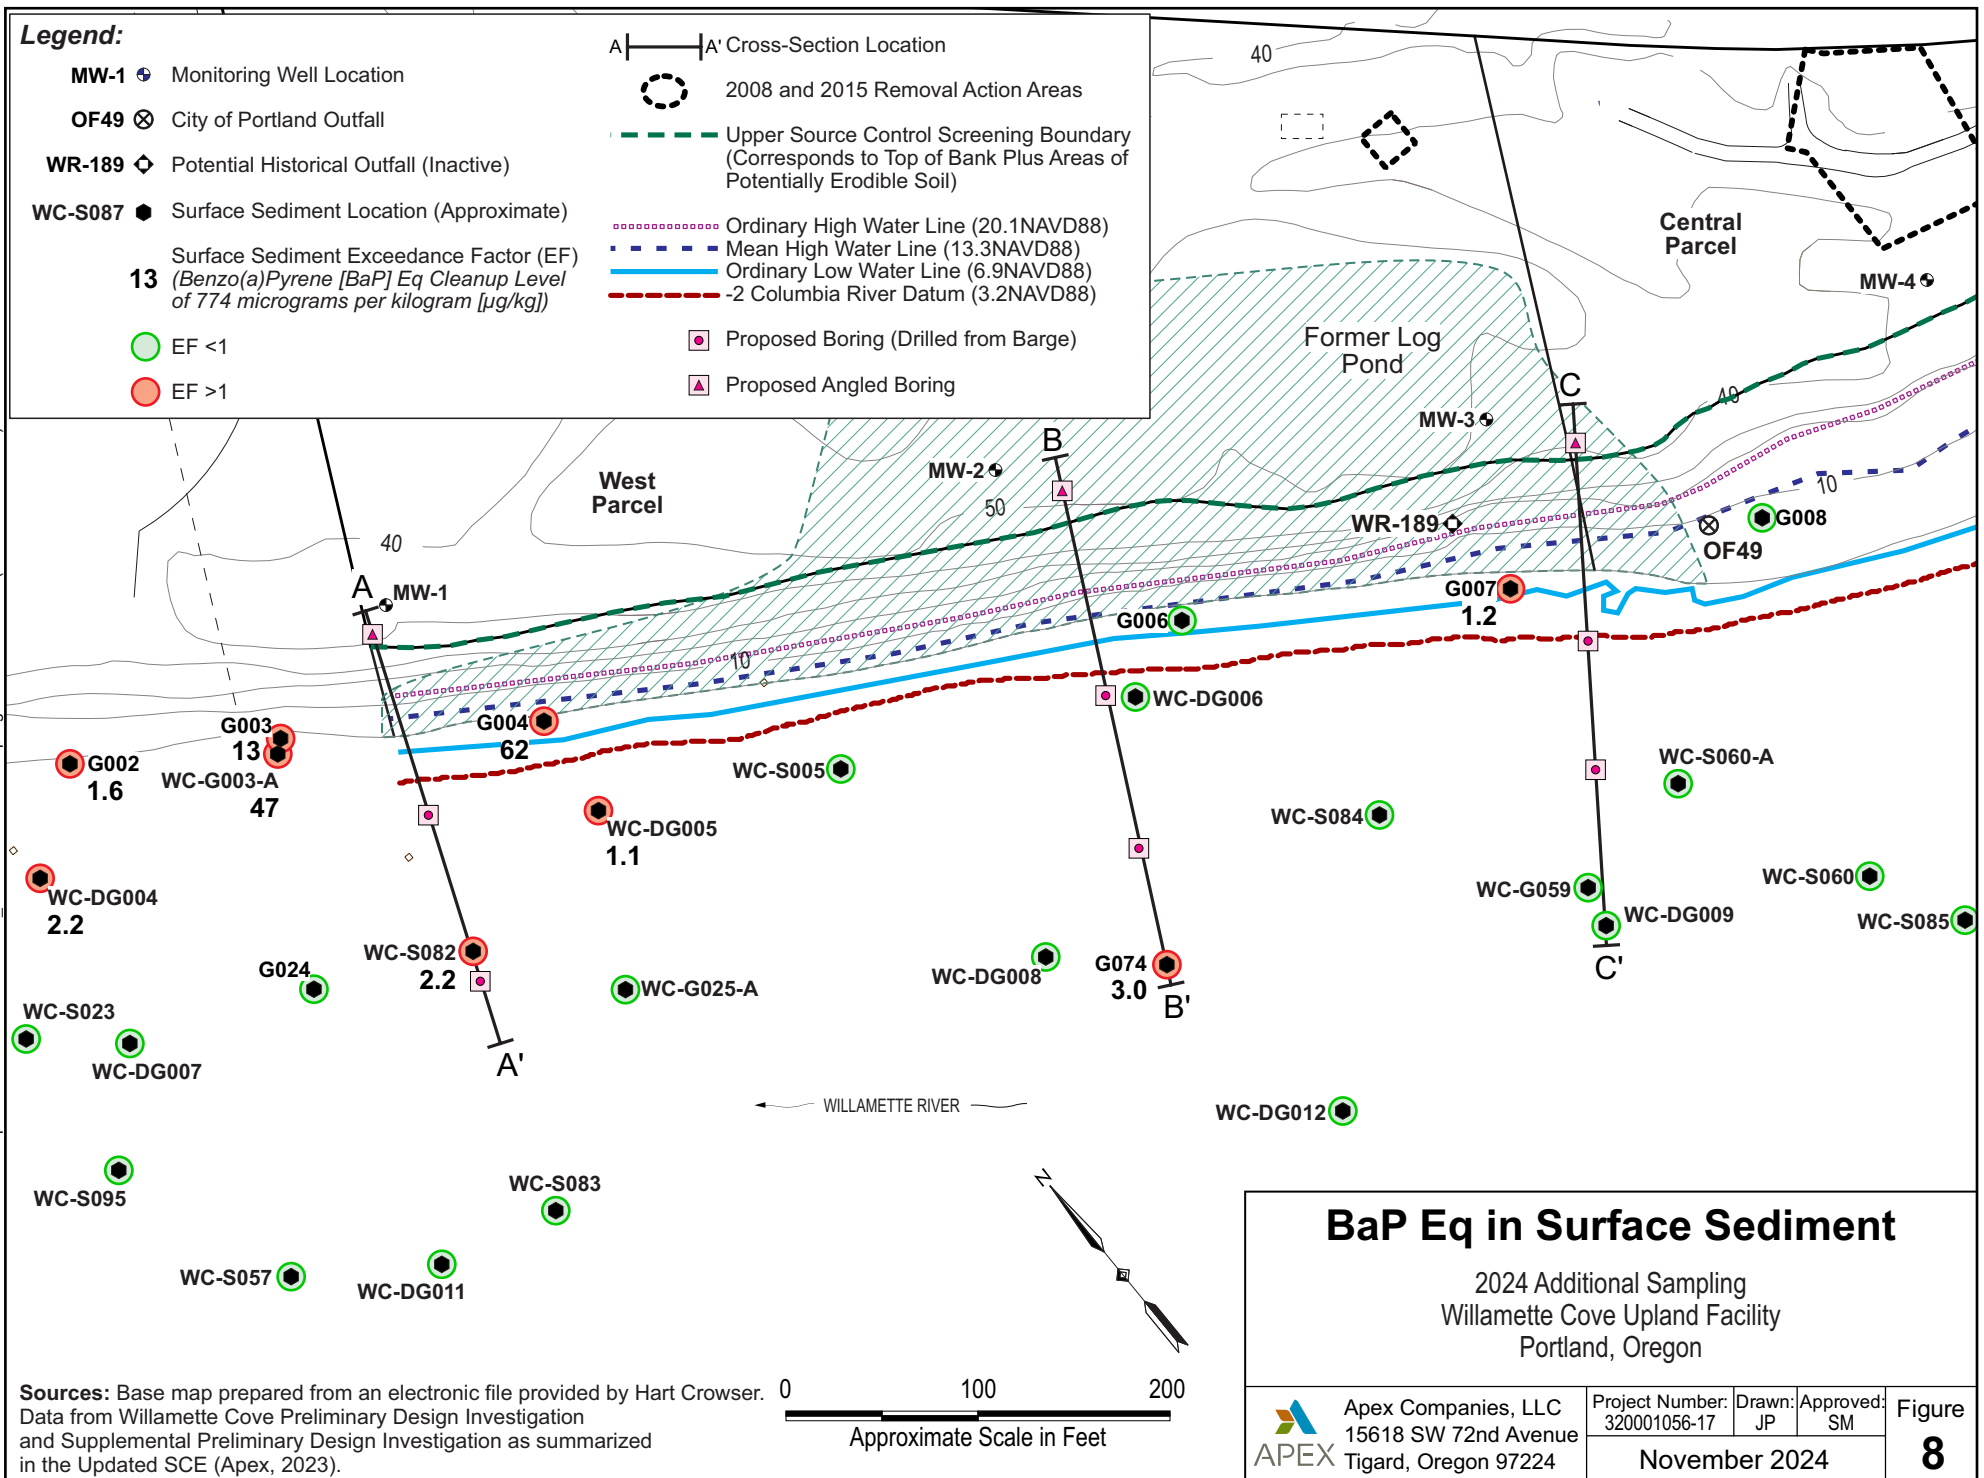 Legend:
MW-1 Monitoring Well Location
OF49 City of Portland Outfall
WR-189 Potential Historical Outfall (Inactive)
WC-S087 Surface Sediment Location (Approximate)
Surface Sediment Exceedance Factor (EF)
13 (Benzo(a)Pyrene [BaP] Eq Cleanup Level
of 774 micrograms per kilogram [µg/kg])
EF <1
EF >1
A A' Cross-Section Location
2008 and 2015 Removal Action Areas
Upper Source Control Screening Boundary
(Corresponds to Top of Bank Plus Areas of
Potentially Erodible Soil)
Ordinary High Water Line (20.1NAVD88)
Mean High Water Line (13.3NAVD88)
Ordinary Low Water Line (6.9NAVD88)
-2 Columbia River Datum (3.2NAVD88)
Proposed Boring (Drilled from Barge)
Proposed Angled Boring
40
Central
Parcel
MW-4
Former Log
Pond
C
40
MW-3
B
MW-2
West
Parcel
50
10
WR-189
G008
OF49
40
A
MW-1
G007
1.2
G006
10
WC-DG006
G004
62
G003
13
G002
1.6
WC-G003-A
47
WC-S005
WC-S060-A
WC-S084
WC-DG005
1.1
WC-DG004
2.2
WC-S060
WC-G059
WC-DG009
WC-S085
WC-S082
2.2
G024
WC-G025-A
WC-DG008
G074
3.0
B'
C'
WC-S023
WC-DG007
A'
WILLAMETTE RIVER
WC-DG012
WC-S095
WC-S083
N
WC-S057
WC-DG011
BaP Eq in Surface Sediment
2024 Additional Sampling
Willamette Cove Upland Facility
Portland, Oregon
Sources: Base map prepared from an electronic file provided by Hart Crowser.
Data from Willamette Cove Preliminary Design Investigation
and Supplemental Preliminary Design Investigation as summarized
in the Updated SCE (Apex, 2023).
0 100 200
Approximate Scale in Feet
APEX
Apex Companies, LLC
15618 SW 72nd Avenue
Tigard, Oregon 97224
Project Number:
320001056-17
Drawn:
JP
Approved:
SM
November 2024
Figure
8